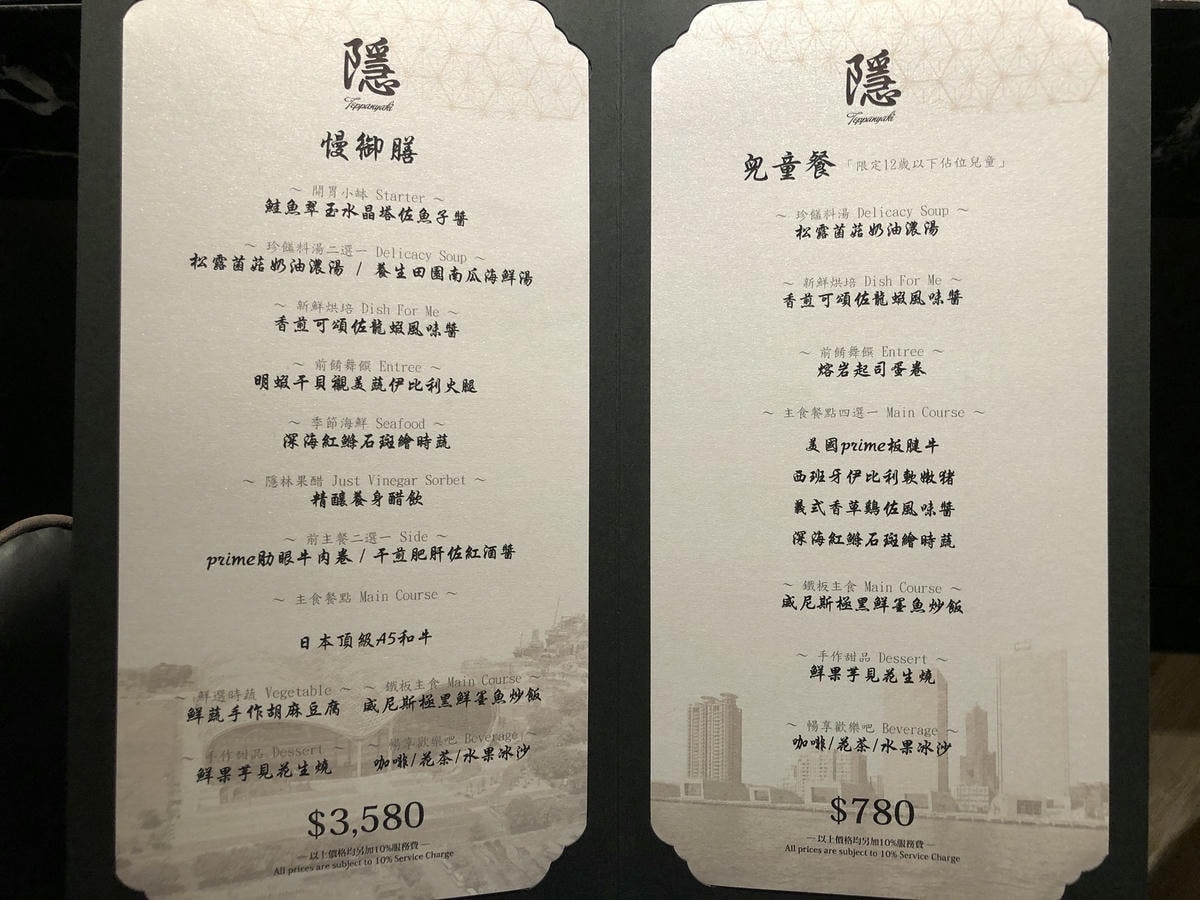 隱
Teppanyaki
慢御膳
～ 開胃小缽 Starter ～
鮭魚翠玉水晶塔佐魚子醬
～ 珍饈料湯二選一 Delicacy Soup ～
松露菌菇奶油濃湯 / 養生田園南瓜海鮮湯
～ 新鮮烘培 Dish For Me ～
香煎可頌佐龍蝦風味醬
～ 前餚舞饌 Entree ～
明蝦干貝襯美蔬伊比利火腿
～ 季節海鮮 Seafood ～
深海紅鰷石斑繪時蔬
～ 隱林果醋 Just Vinegar Sorbet ～
精釀養身醋飲
～ 前主餐二選一 Side ～
prime肋眼牛肉卷 / 干煎肥肝佐紅酒醬
～ 主食餐點 Main Course ～
日本頂級A5和牛
～ 鮮選時蔬 Vegetable ～ ～ 鐵板主食 Main Course ～
鮮蔬手作胡麻豆腐 威尼斯極黑鮮墨魚炒飯
～ 手作甜品 Dessert ～ ～ 暢享歡樂吧 Beverage ～
鮮果芋見花生燒 咖啡/花茶/水果冰沙
$3,580
—以上價格均另加10%服務費—
All prices are subject to 10% Service Charge
隱
Teppanyaki
兒童餐「限定12歲以下佔位兒童」
～ 珍饈料湯 Delicacy Soup ～
松露菌菇奶油濃湯
～ 新鮮烘培 Dish For Me ～
香煎可頌佐龍蝦風味醬
～ 前餚舞饌 Entree ～
熔岩起司蛋卷
～ 主食餐點四選一 Main Course ～
美國prime板腱牛
西班牙伊比利軟嫩豬
義式香草鷄佐風味醬
深海紅鰷石斑繪時蔬
～ 鐵板主食 Main Course ～
威尼斯極黑鮮墨魚炒飯
～ 手作甜品 Dessert ～
鮮果芋見花生燒
～ 暢享歡樂吧 Beverage ～
咖啡/花茶/水果冰沙
$780
—以上價格均另加10%服務費—
All prices are subject to 10% Service Charge